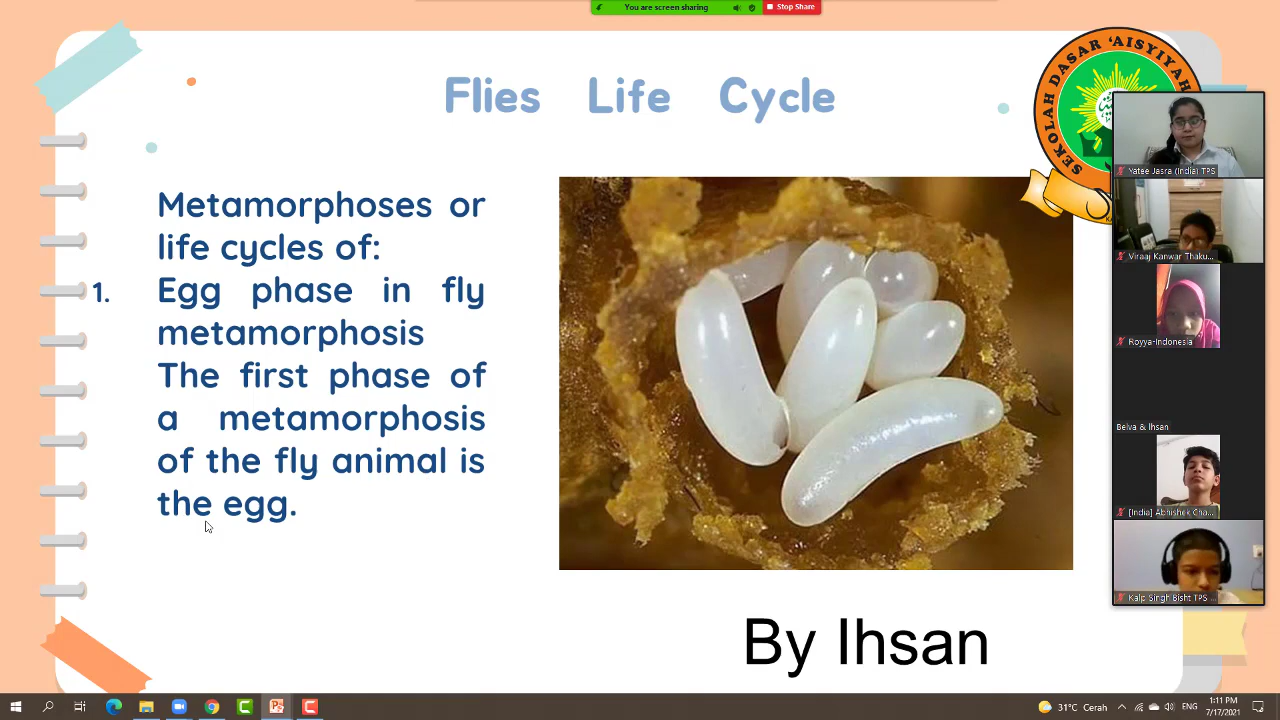 You are screen sharing
Stop Share
Flies Life Cycle
SEKOLAH DASAR 'AISYIYAH
Metamorphoses or
life cycles of:
1. Egg phase in fly
metamorphosis
The first phase of
a metamorphosis
of the fly animal is
the egg.
By Ihsan
Yatee Jasra (India) TPS
Viraaj Kanwar Thaku...
Royya-Indonesia
Belva & Ihsan
[India] Abhishek Cha...
Kalp Singh Bisht TPS ...
31°C Cerah
ENG
1:11 PM
7/17/2021